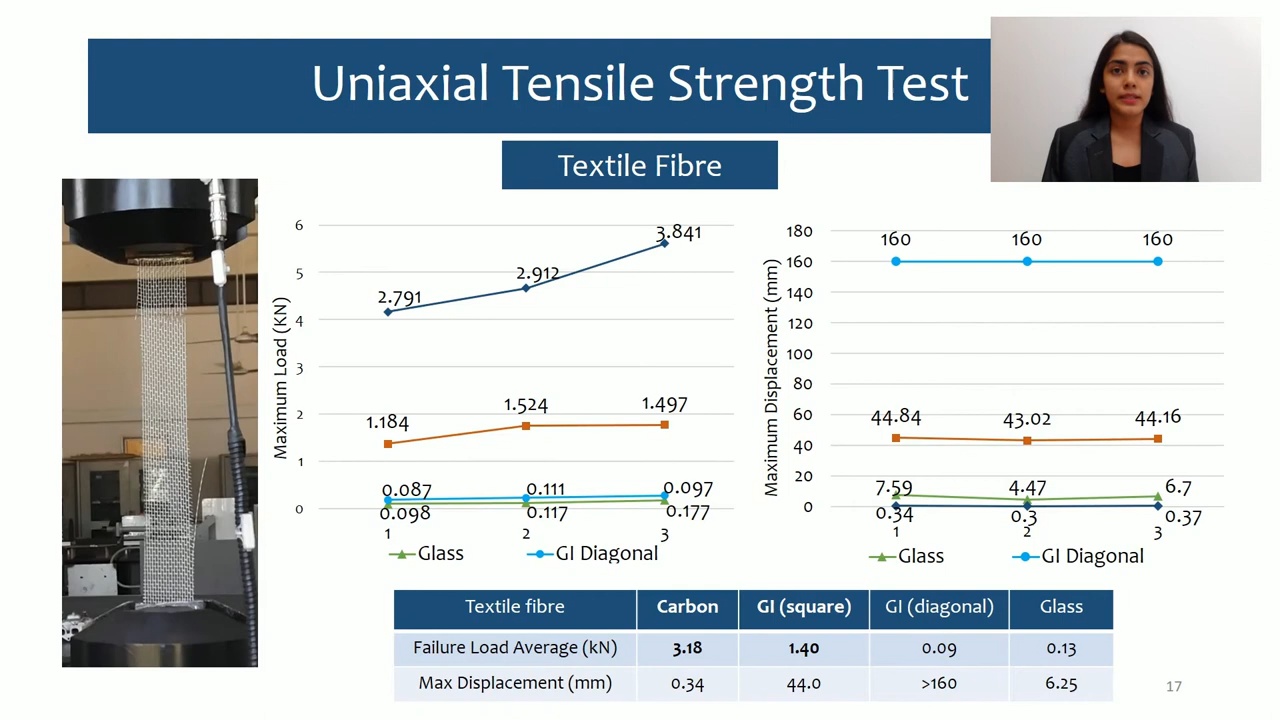 Uniaxial Tensile Strength Test
Textile Fibre
Maximum Load (KN)
6
5
4
3
2
1
0
2.791
2.912
3.841
1.184
1.524
1.497
0.087
0.111
0.097
0.098
0.117
0.177
1 2 3
Glass GI Diagonal
Maximum Displacement (mm)
180
160
140
120
100
80
60
40
20
0
160 160 160
44.84 43.02 44.16
7.59 4.47 6.7
0.34 0.3 0.37
1 2 3
Glass GI Diagonal
Textile fibre Carbon GI (square) GI (diagonal) Glass
Failure Load Average (kN) 3.18 1.40 0.09 0.13
Max Displacement (mm) 0.34 44.0 >160 6.25
17